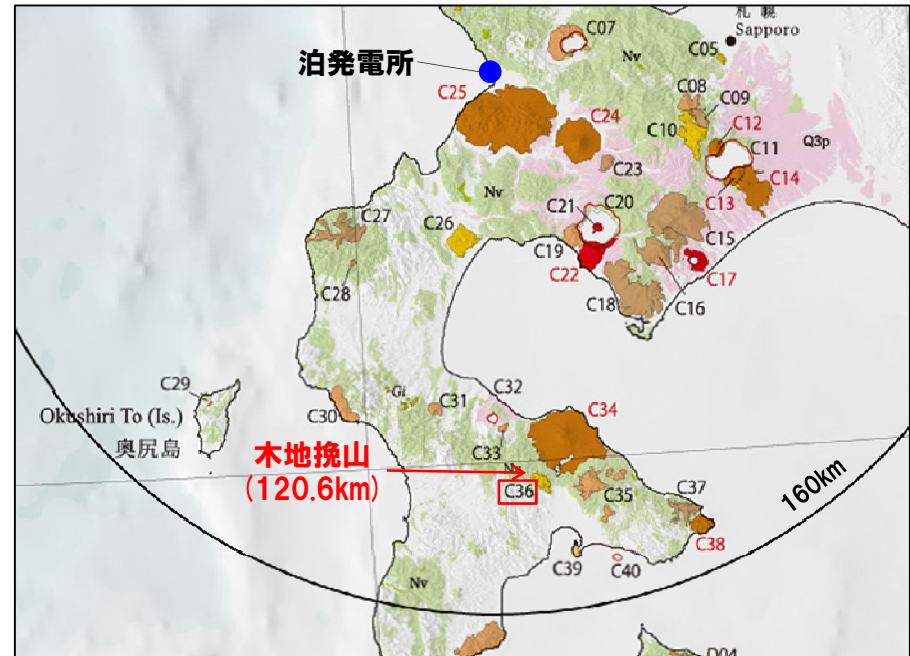 札幌
Sapporo
C07
Nv
C05
泊発電所
C25
C24
C08
C09
C10
C12
C11
Q3p
C23
C14
C13
Nv
C21
C20
C27
C26
C19
C15
C22
C17
C28
C18
C16
C29
C32
Gi
C31
C30
C34
Okushiri To (Is.)
奥尻島
木地挽山
(120.6km)
C33
Nv
C36
C35
C37
160km
C38
C39
C40
Nv
D04